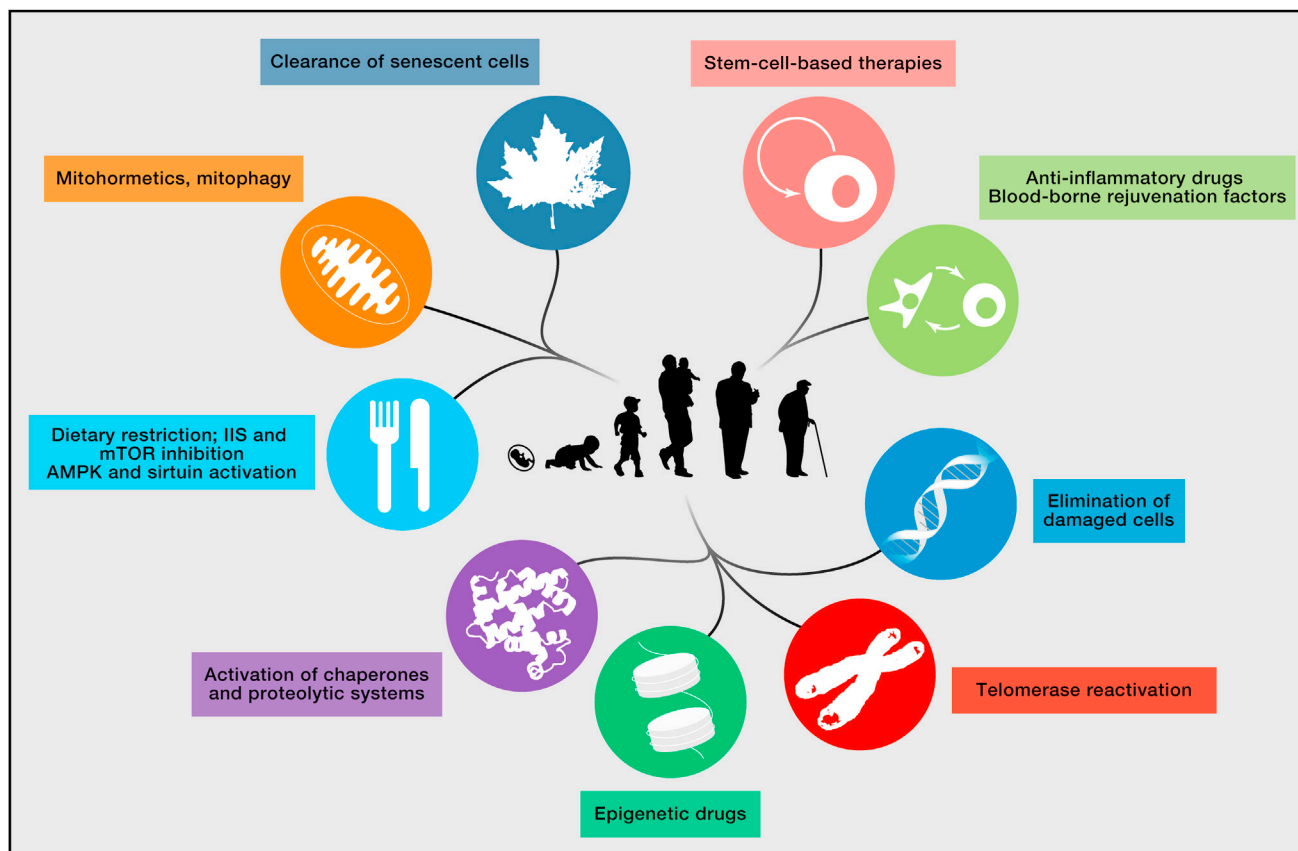 Clearance of senescent cells
Stem-cell-based therapies
Mitohormetics, mitophagy
Anti-inflammatory drugs
Blood-borne rejuvenation factors
Dietary restriction; IIS and
mTOR inhibition
AMPK and sirtuin activation
Elimination of
damaged cells
Activation of chaperones
and proteolytic systems
Telomerase reactivation
Epigenetic drugs